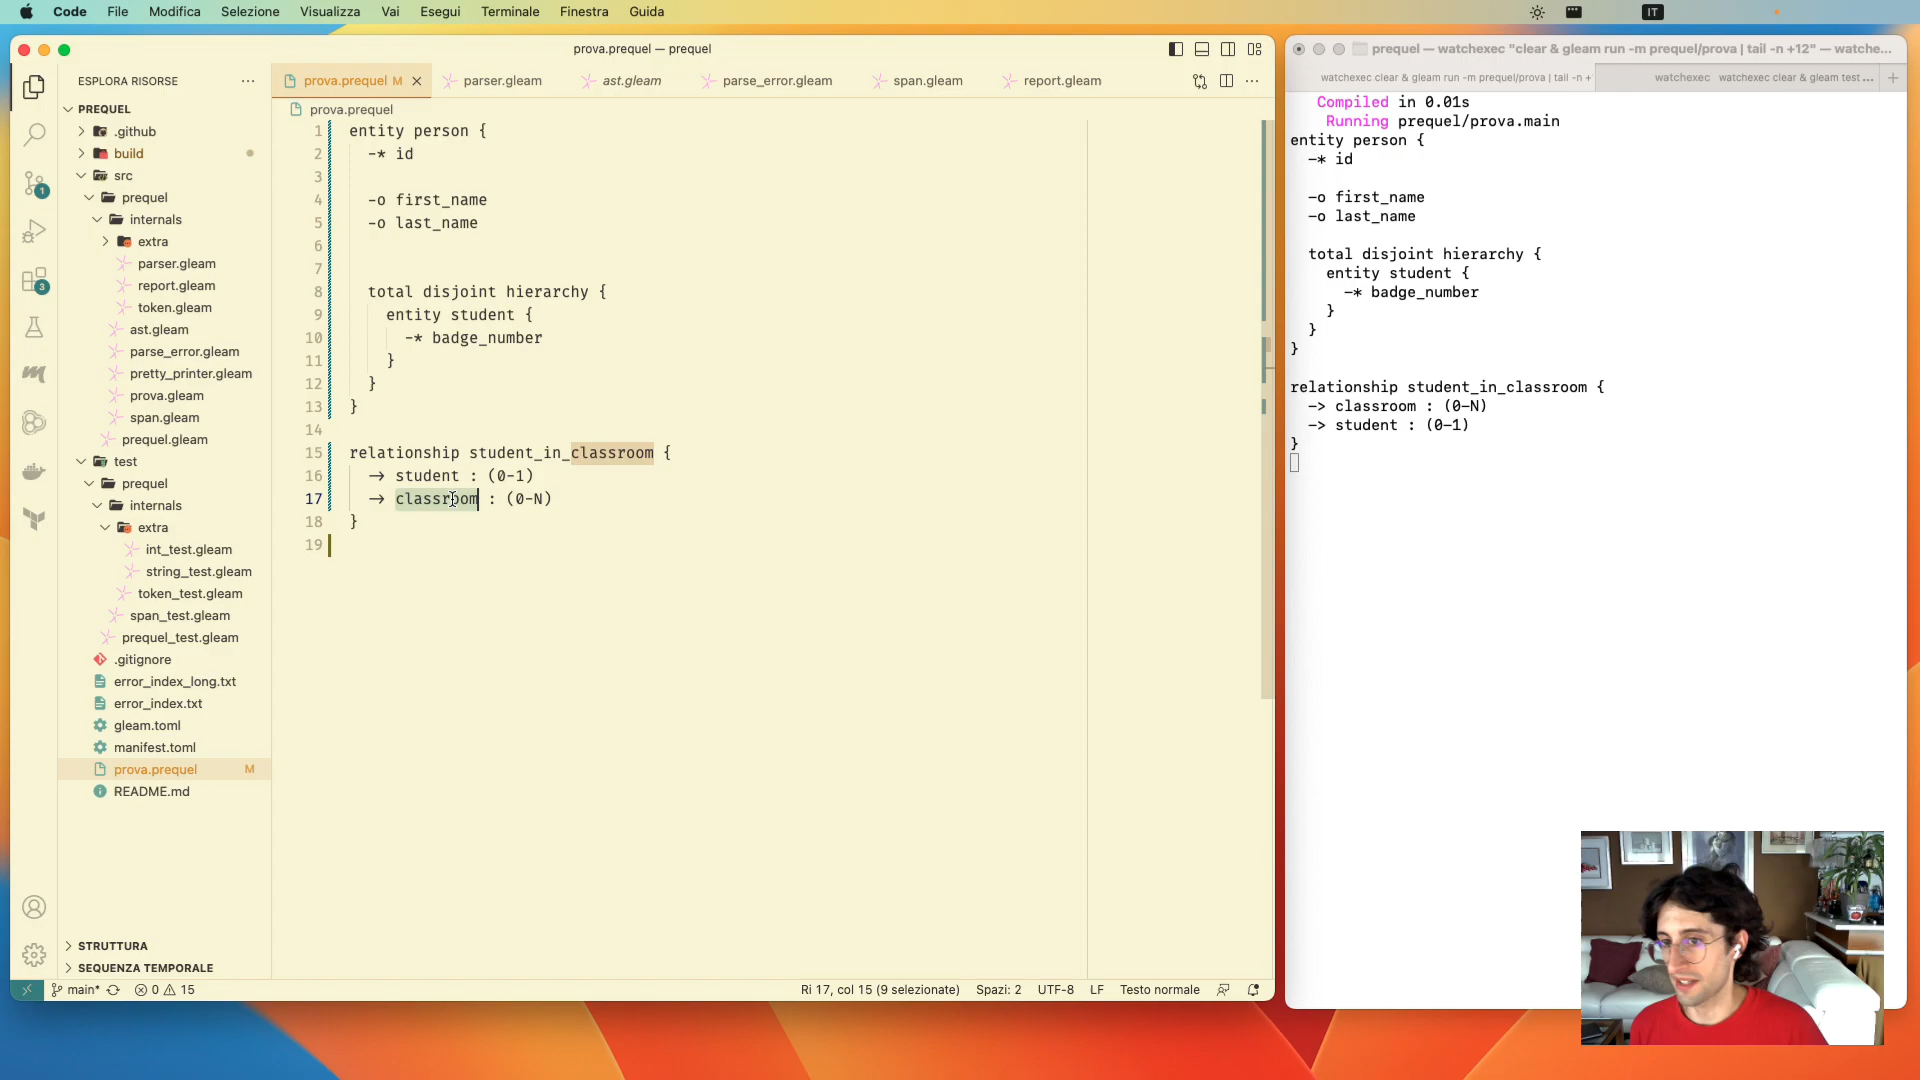 Code File Modifica Selezione Visualizza Vai Esegui Terminale Finestra Guida IT
prova.prequel — prequel
ESPLORA RISORSE
PREQUEL
.github
build
src
prequel
internals
extra
parser.gleam
report.gleam
token.gleam
ast.gleam
parse_error.gleam
pretty_printer.gleam
prova.gleam
span.gleam
prequel.gleam
test
prequel
internals
extra
int_test.gleam
string_test.gleam
token_test.gleam
span_test.gleam
prequel_test.gleam
.gitignore
error_index_long.txt
error_index.txt
gleam.toml
manifest.toml
prova.prequel M
README.md
STRUTTURA
SEQUENZA TEMPORALE
1
3
prova.prequel M parser.gleam ast.gleam parse_error.gleam span.gleam report.gleam
prova.prequel
1 entity person {
2 -* id
3
4 -o first_name
5 -o last_name
6
7
8 total disjoint hierarchy {
9 entity student {
10 -* badge_number
11 }
12 }
13 }
14
15 relationship student_in_classroom {
16 -> student : (0-1)
17 -> classroom : (0-N)
18 }
19
main* 0 15 Ri 17, col 15 (9 selezionate) Spazi: 2 UTF-8 LF Testo normale
prequel — watchexec "clear & gleam run -m prequel/prova | tail -n +12" — watche...
watchexec clear & gleam run -m prequel/prova | tail -n + watchexec watchexec clear & gleam test ...
Compiled in 0.01s
Running prequel/prova.main
entity person {
-* id
-o first_name
-o last_name
total disjoint hierarchy {
entity student {
-* badge_number
}
}
}
relationship student_in_classroom {
-> classroom : (0-N)
-> student : (0-1)
}